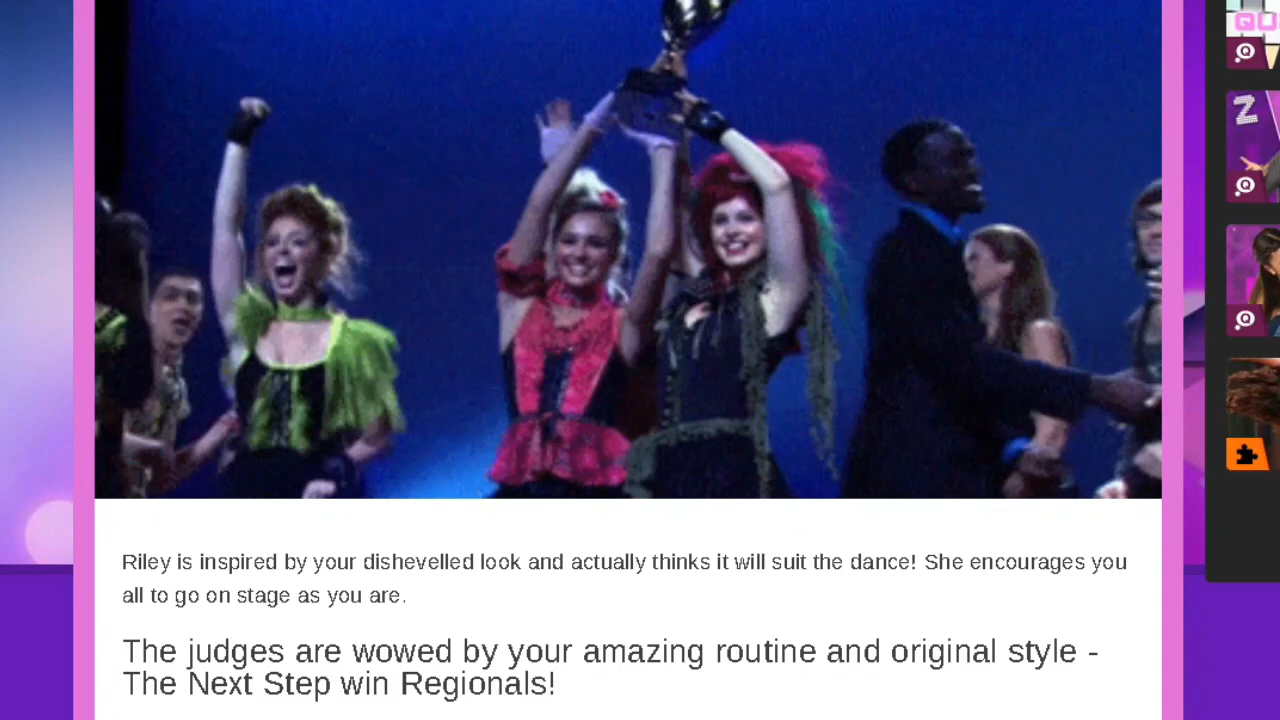 QU
Z
Riley is inspired by your dishevelled look and actually thinks it will suit the dance! She encourages you
all to go on stage as you are.
The judges are wowed by your amazing routine and original style -
The Next Step win Regionals!